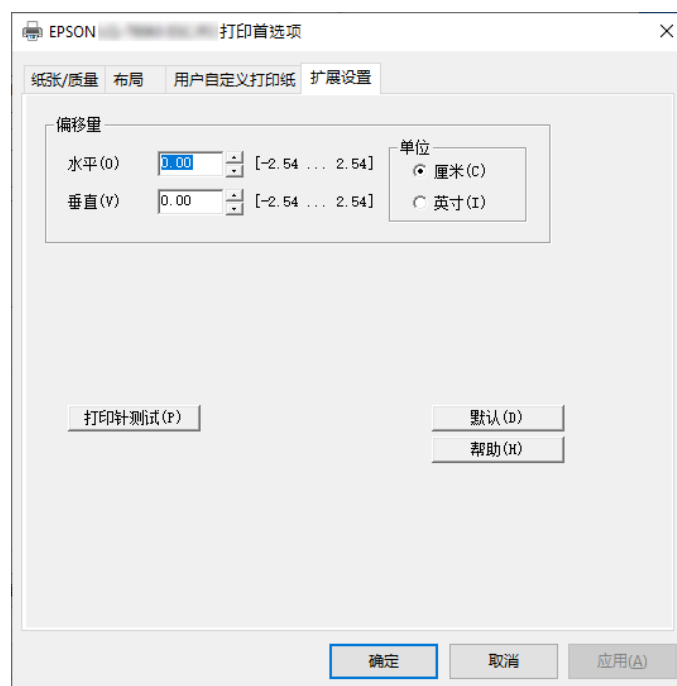 EPSON 打印首选项
纸张/质量 布局 用户自定义打印纸 扩展设置
偏移量
水平(O) 0.00 [-2.54 ... 2.54]
垂直(V) 0.00 [-2.54 ... 2.54]
单位
厘米(C)
英寸(I)
打印针测试(P)
默认(D)
帮助(H)
确定 取消 应用(A)